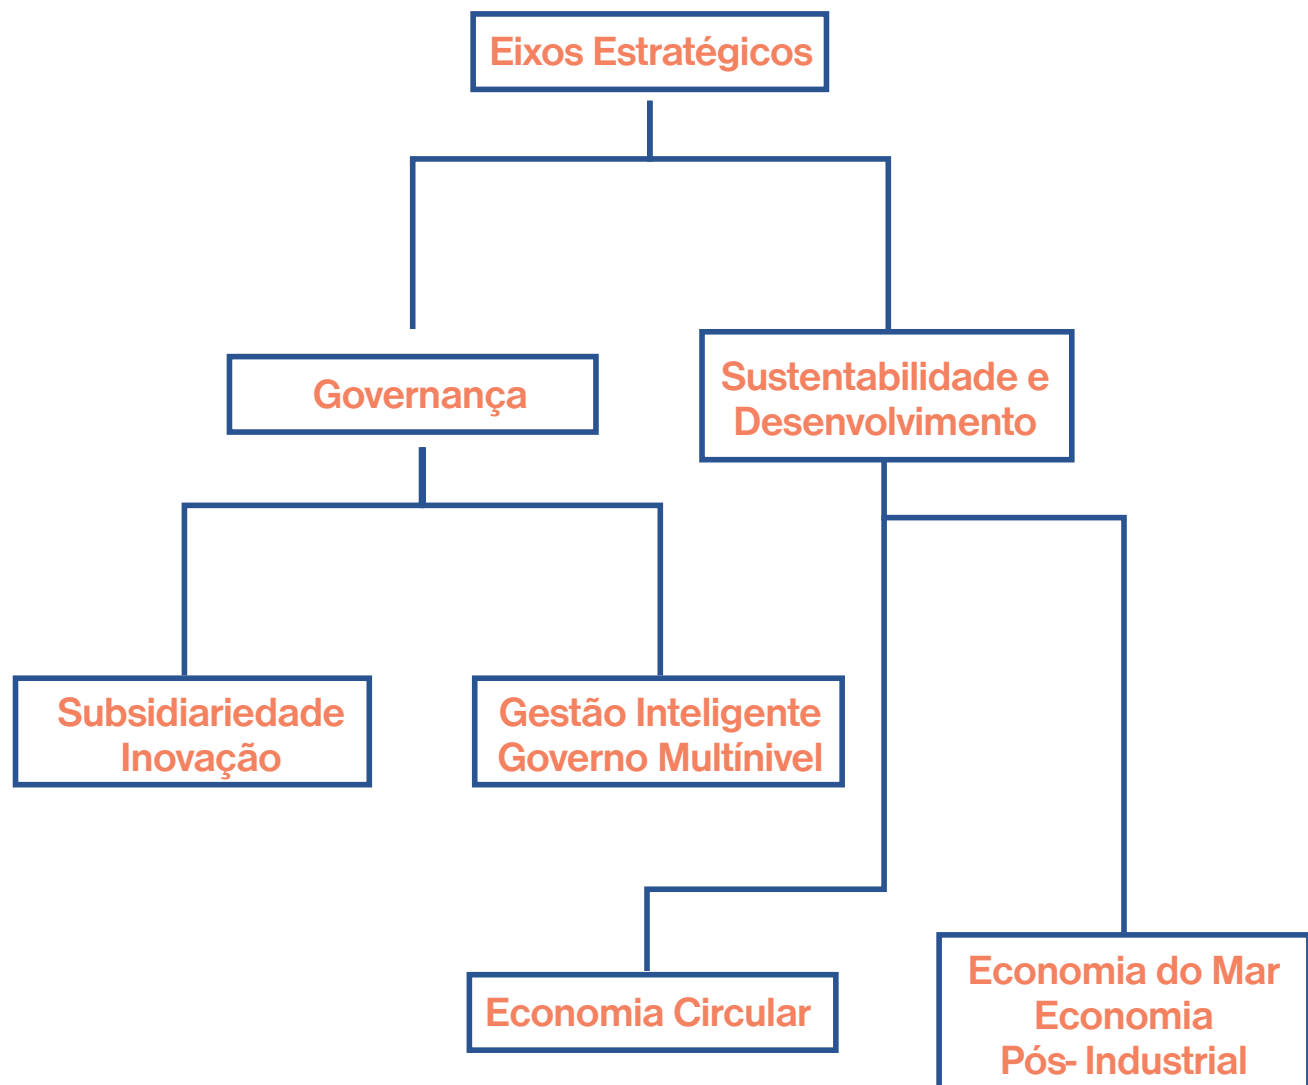 Eixos Estratégicos
Governança
Sustentabilidade e
Desenvolvimento
Subsidiariedade
Inovação
Gestão Inteligente
Governo Multínivel
Economia Circular
Economia do Mar
Economia
Pós- Industrial